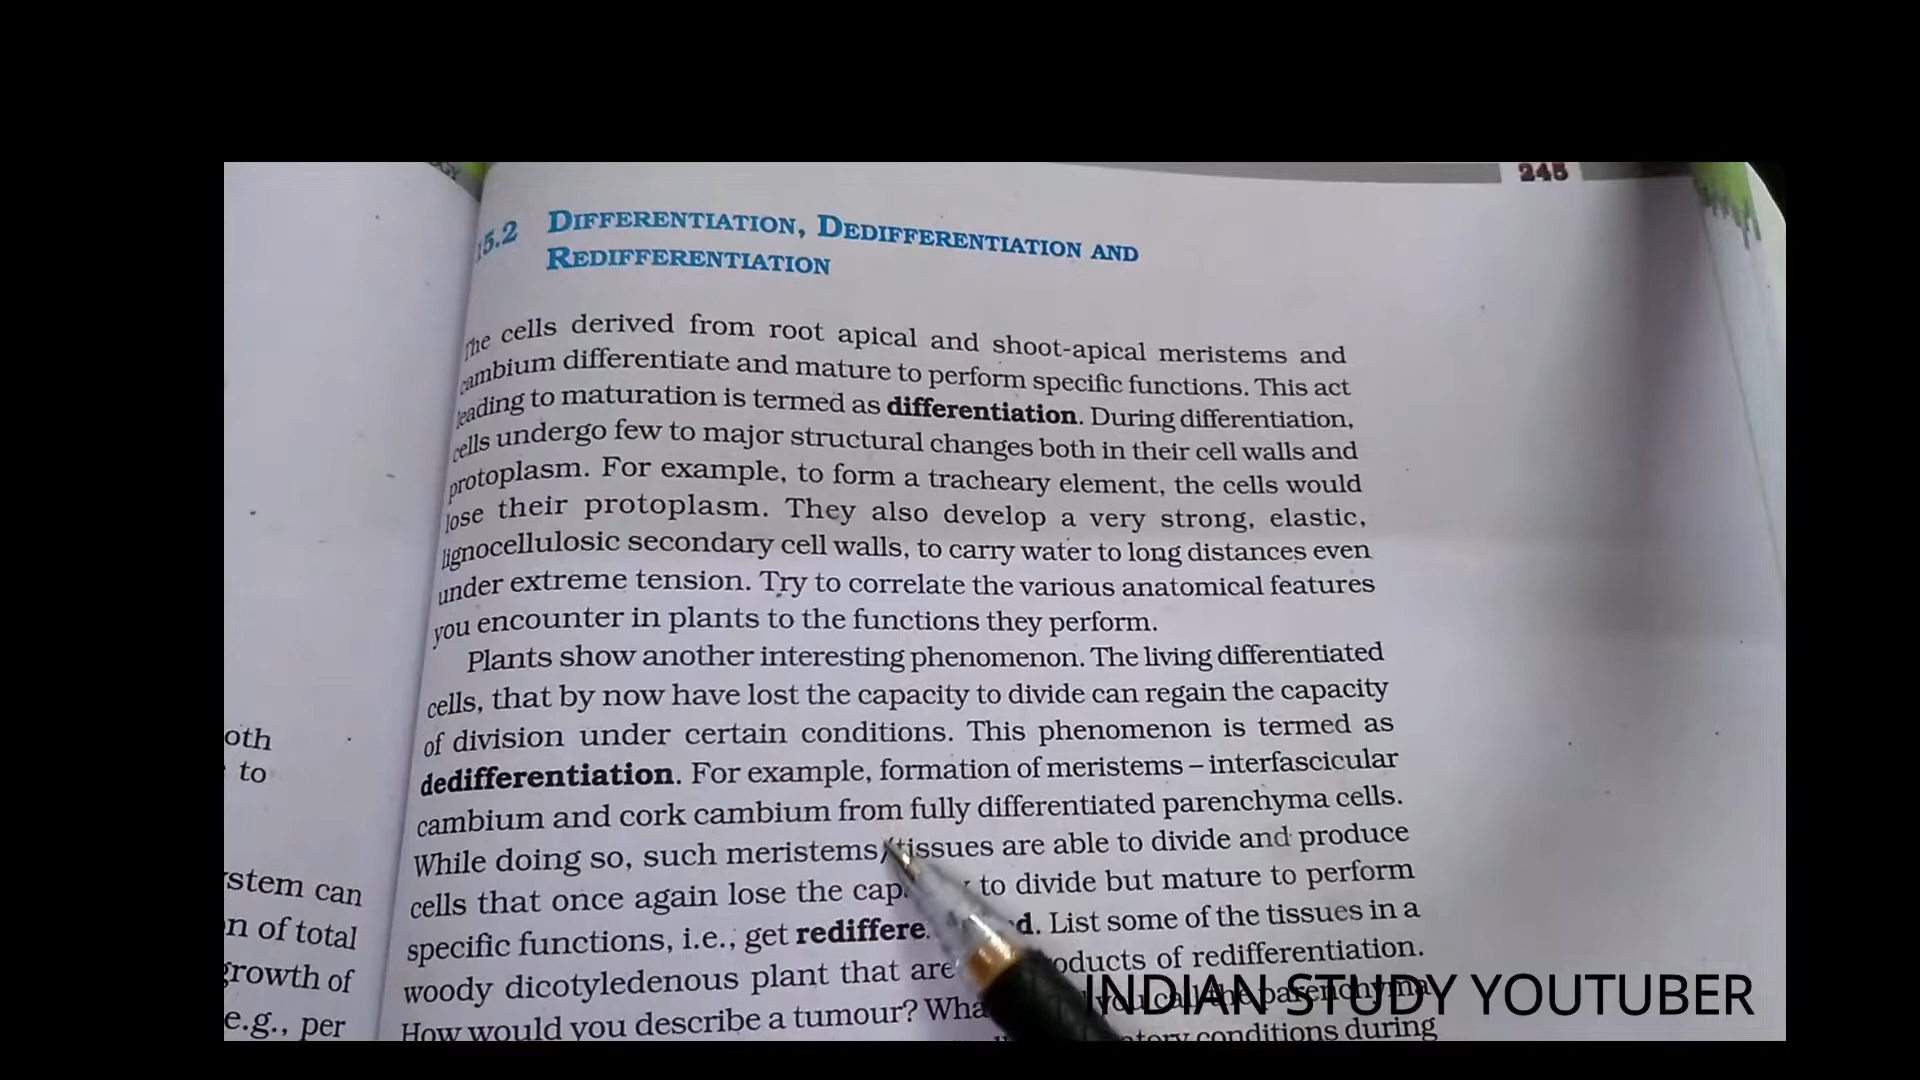 245
15.2 DIFFERENTIATION, DEDIFFERENTIATION AND
REDIFFERENTIATION
The cells derived from root apical and shoot-apical meristems and
cambium differentiate and mature to perform specific functions. This act
leading to maturation is termed as differentiation. During differentiation,
cells undergo few to major structural changes both in their cell walls and
protoplasm. For example, to form a tracheary element, the cells would
lose their protoplasm. They also develop a very strong, elastic,
lignocellulosic secondary cell walls, to carry water to long distances even
under extreme tension. Try to correlate the various anatomical features
you encounter in plants to the functions they perform.
Plants show another interesting phenomenon. The living differentiated
cells, that by now have lost the capacity to divide can regain the capacity
of division under certain conditions. This phenomenon is termed as
dedifferentiation. For example, formation of meristems – interfascicular
cambium and cork cambium from fully differentiated parenchyma cells.
While doing so, such meristems/tissues are able to divide and produce
cells that once again lose the to divide but mature to perform
specific functions, i.e., get List some of the tissues in a
woody dicotyledenous plant that are products of redifferentiation.
How would you describe a tumour? you call the parenchyma
conditions during
oth
to
stem can
n of total
growth of
e.g., per
INDIAN STUDY YOUTUBER